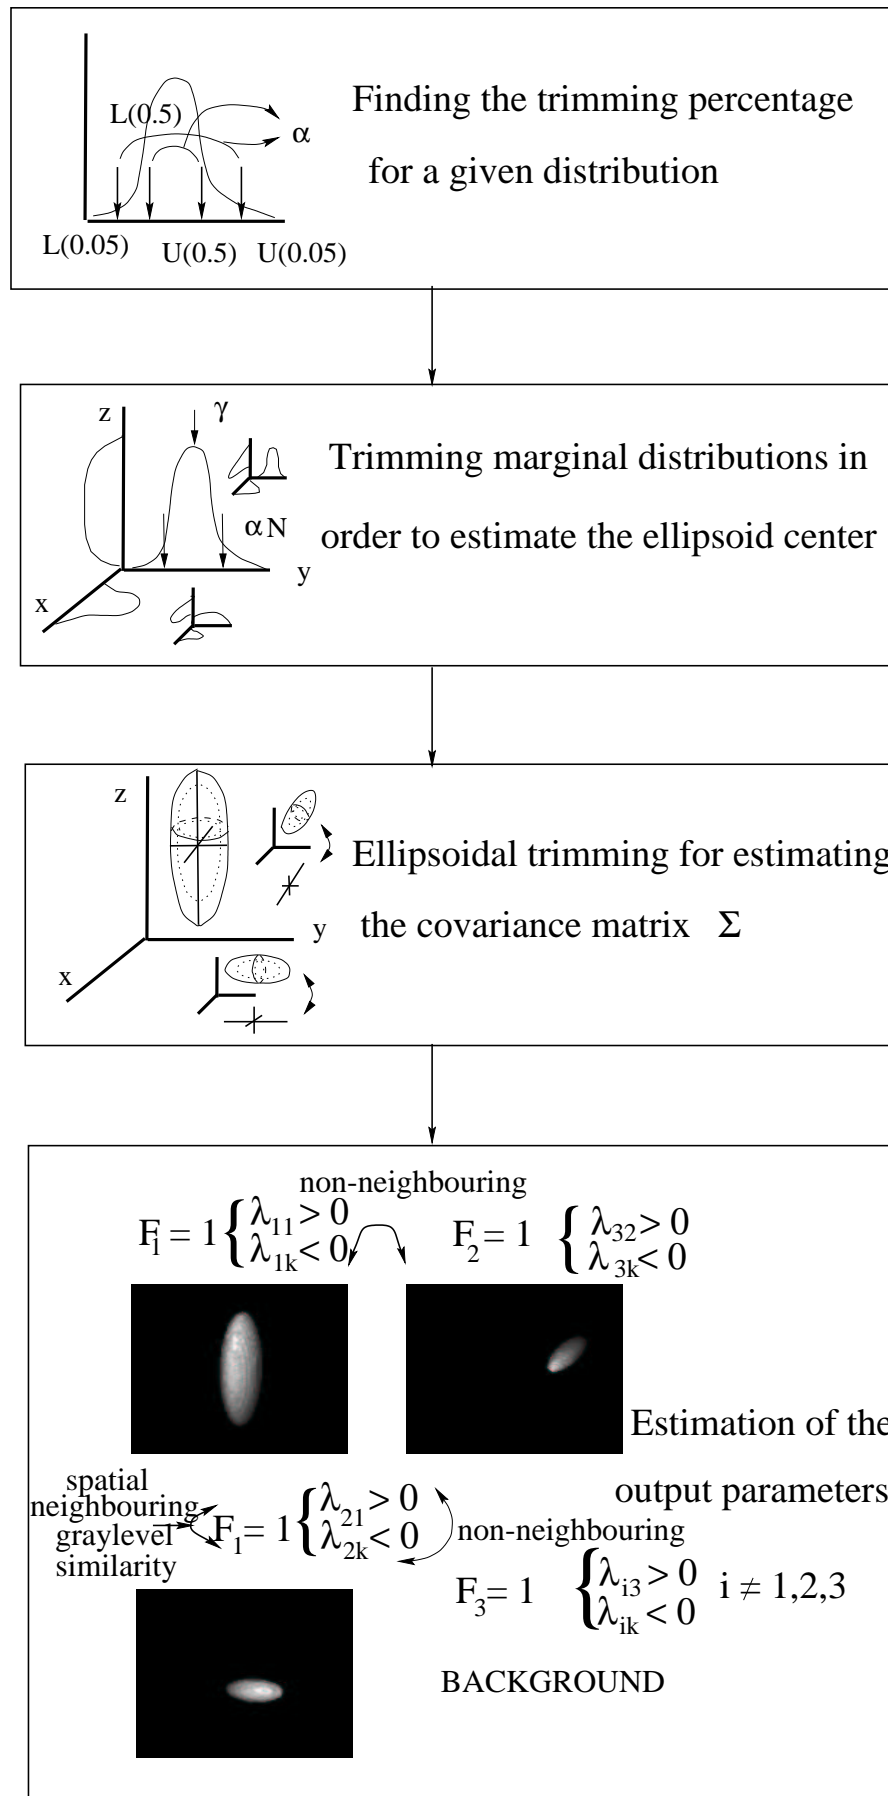 L(0.5)
α
Finding the trimming percentage
for a given distribution
L(0.05)
U(0.5)
U(0.05)
z
γ
αN
y
x
Trimming marginal distributions in
order to estimate the ellipsoid center
z
y
x
Ellipsoidal trimming for estimating
the covariance matrix Σ
non-neighbouring
F1 = 1 { λ11 > 0
λ1k < 0
F2 = 1 { λ32 > 0
λ3k < 0
Estimation of the
output parameters
spatial
neighbouring
graylevel
similarity
F1 = 1 { λ21 > 0
λ2k < 0
non-neighbouring
F3 = 1 { λi3 > 0
λik < 0
i ≠ 1,2,3
BACKGROUND